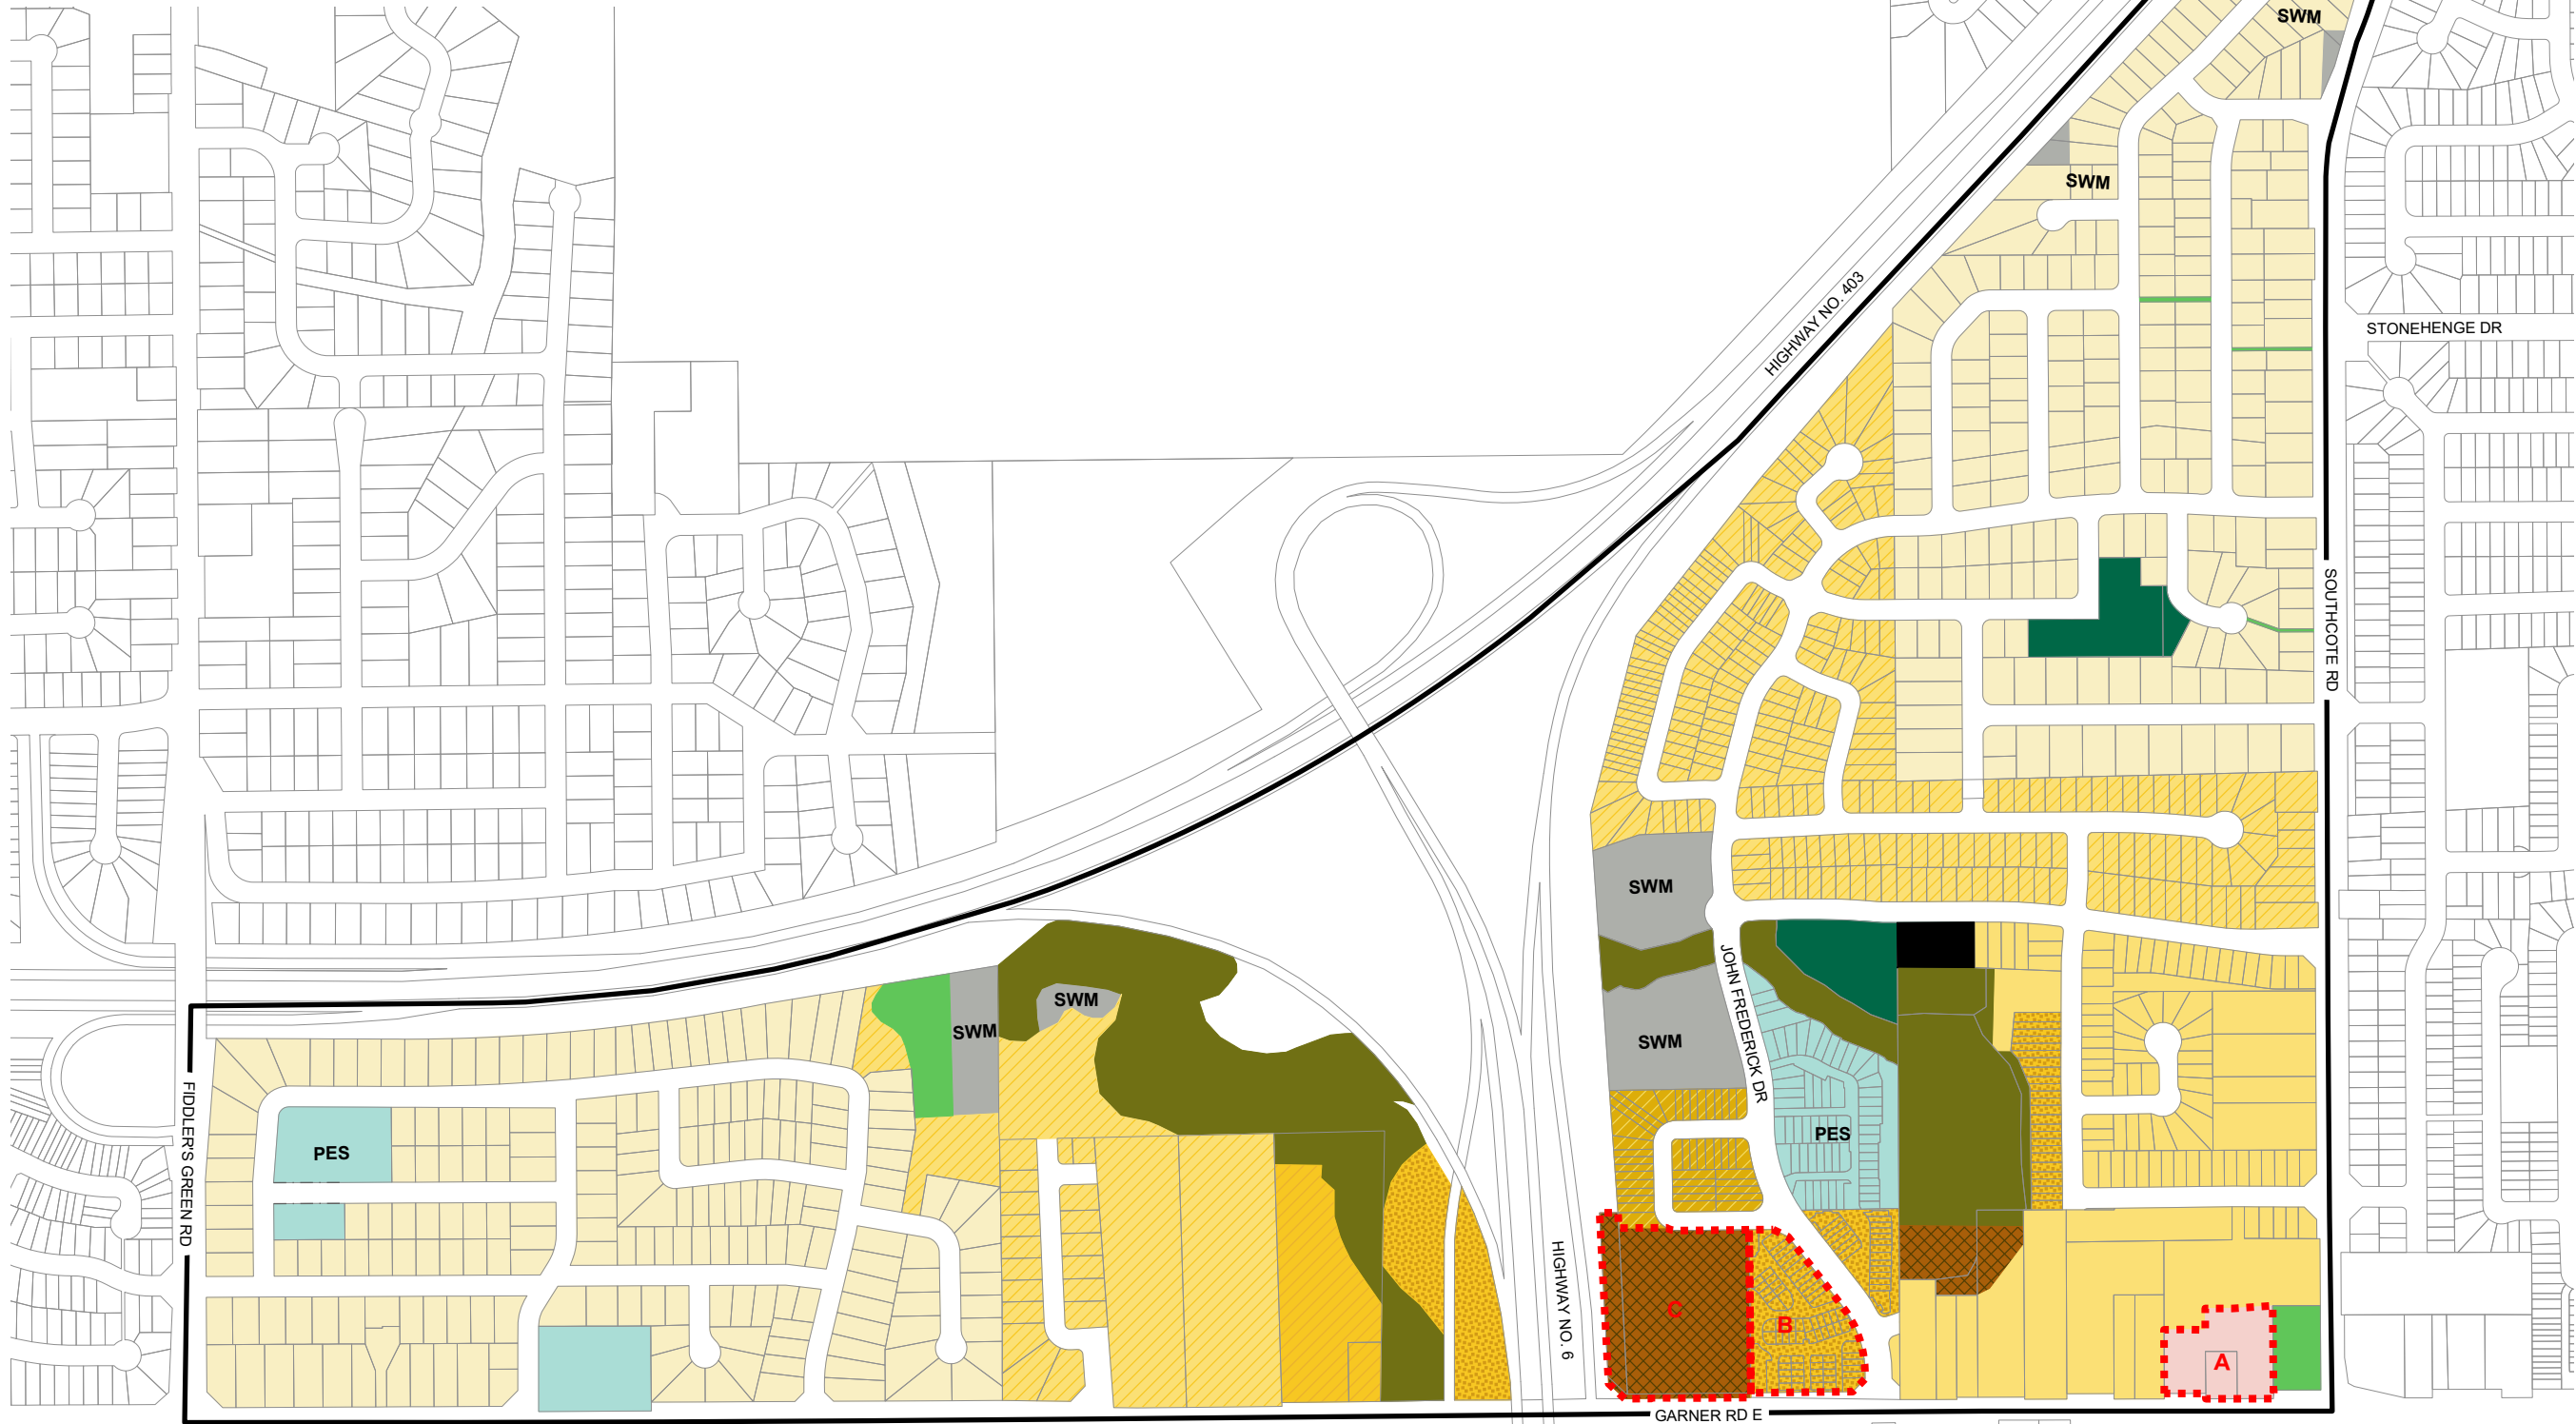 SWM
SWM
HIGHWAY NO. 403
STONEHENGE DR
SOUTHCOTE RD
SWM
JOHN FREDERICK DR
SWM
SWM
SWM
FIDDLER'S GREEN RD
PES
PES
HIGHWAY NO. 6
C
B
A
GARNER RD E